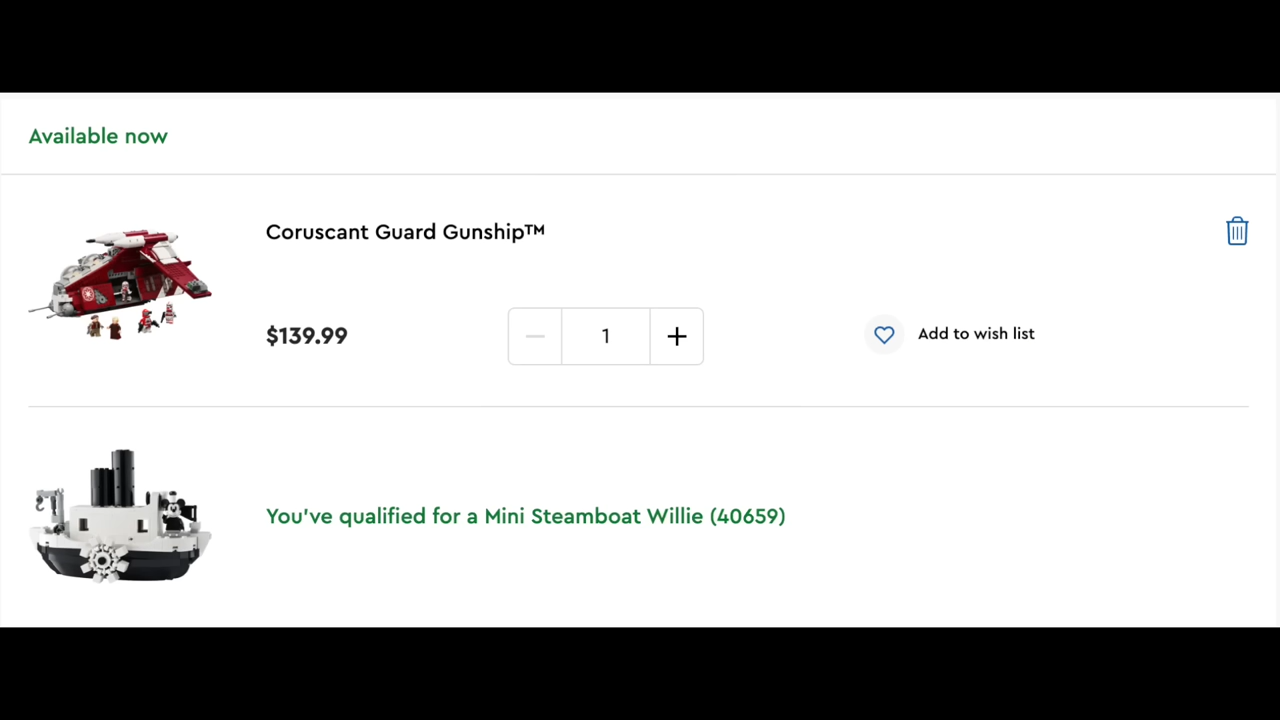 Available now
Coruscant Guard Gunship™
$139.99
1
Add to wish list
You've qualified for a Mini Steamboat Willie (40659)